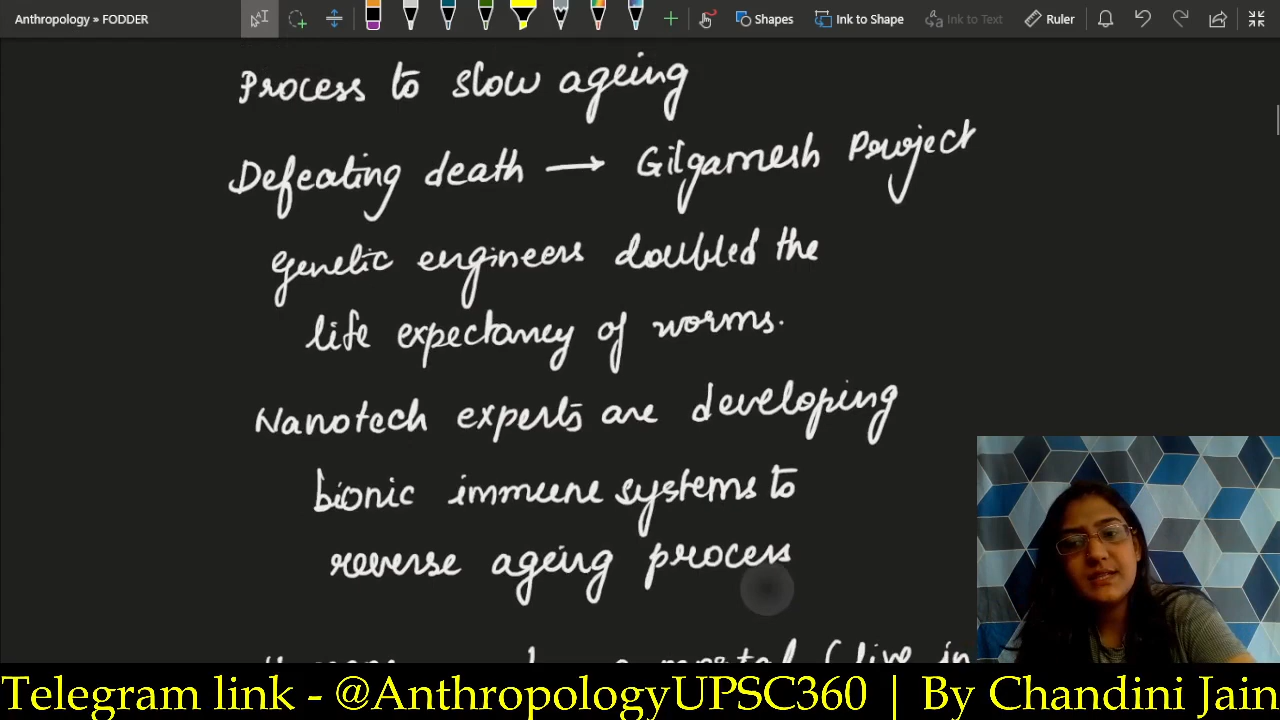 Anthropology » FODDER
Shapes
Ink to Shape
Ink to Text
Ruler
Process to slow ageing
Defeating death → Gilgamesh Project
Genetic engineers doubled the
life expectancy of worms.
Nanotech experts are developing
bionic immune systems to
reverse ageing process
(live in
Telegram link - @AnthropologyUPSC360 | By Chandini Jain